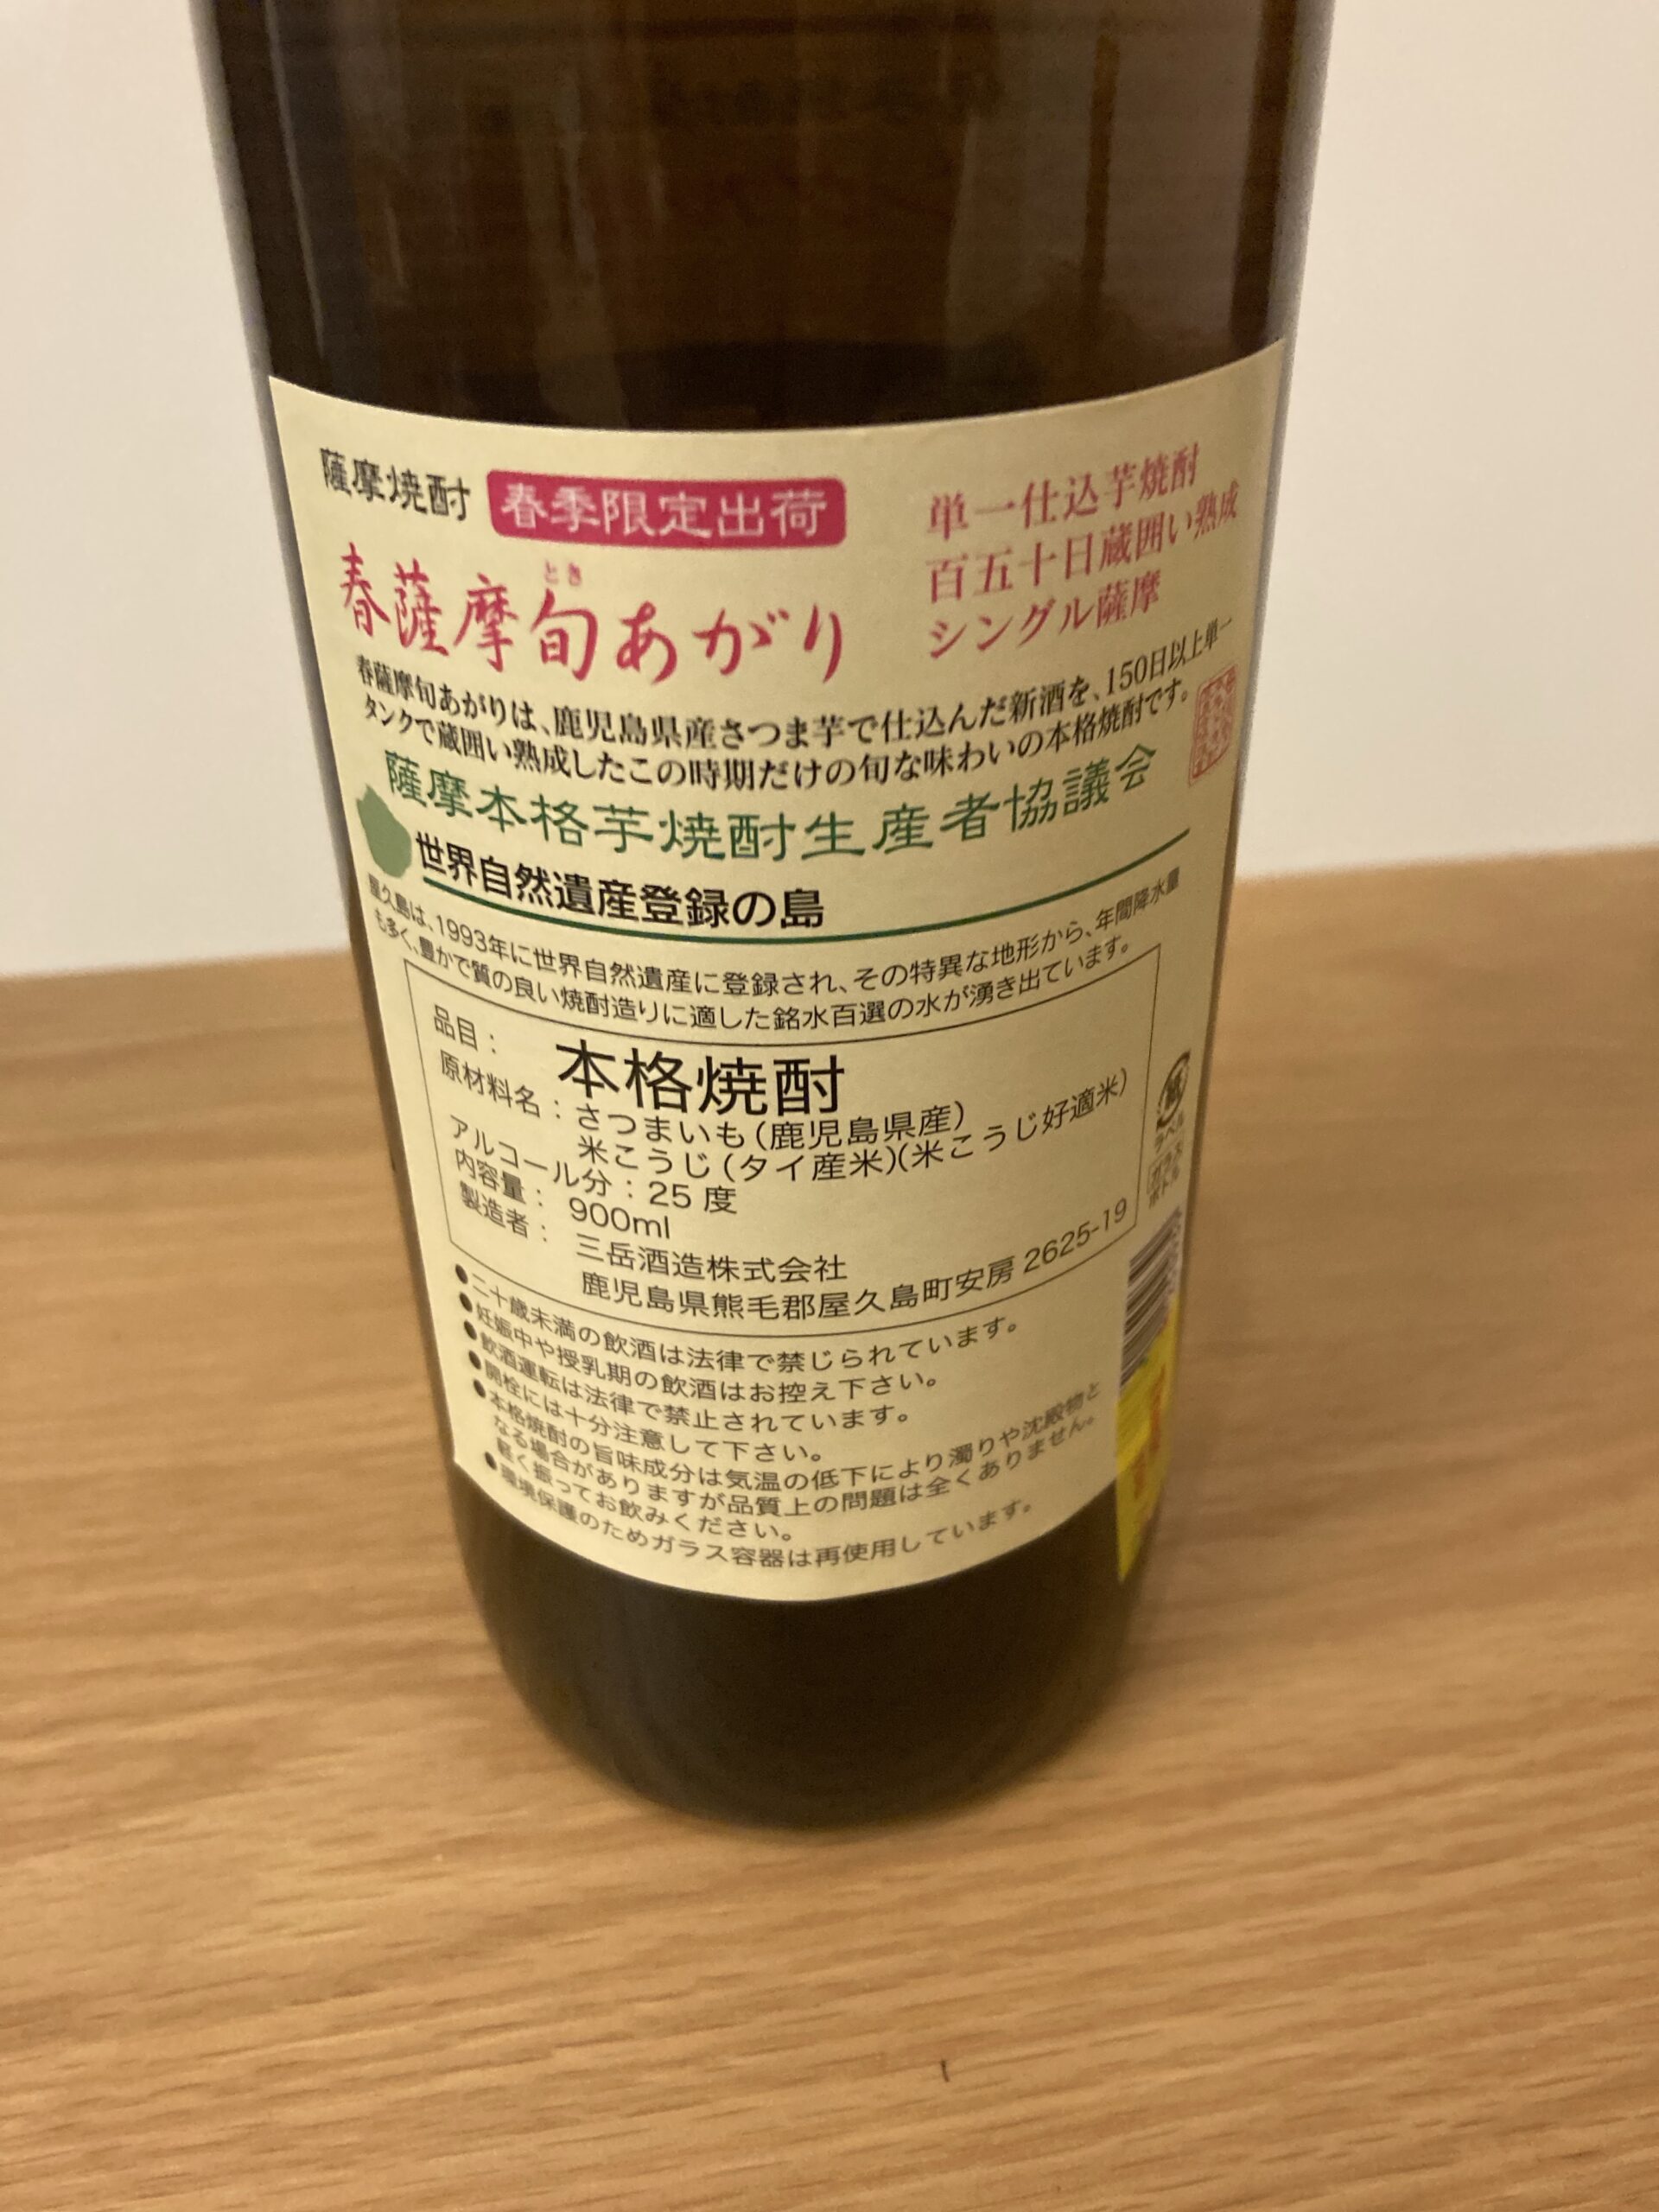 薩摩焼酎 春季限定出荷
とき
春薩摩旬あがり
単一仕込芋焼酎
百五十日蔵囲い熟成
シングル薩摩
春薩摩旬あがりは、鹿児島県産さつま芋で仕込んだ新酒を、150日以上単一
タンクで蔵囲い熟成したこの時期だけの旬な味わいの本格焼酎です。
薩摩本格芋焼酎生産者協議会
世界自然遺産登録の島
屋久島は、1993年に世界自然遺産に登録され、その特異な地形から、年間降水量
も多く、豊かで質の良い焼酎造りに適した銘水百選の水が湧き出ています。
品目： 本格焼酎
原材料名：さつまいも（鹿児島県産）
米こうじ（タイ産米）（米こうじ好適米）
アルコール分：25度
内容量：900ml
製造者：三岳酒造株式会社
鹿児島県熊毛郡屋久島町安房 2625-19
●二十歳未満の飲酒は法律で禁じられています。
●妊娠中や授乳期の飲酒はお控え下さい。
●飲酒運転は法律で禁止されています。
●開栓には十分注意して下さい。
●本格焼酎の旨味成分は気温の低下により濁りや沈殿物と
なる場合がありますが品質上の問題は全くありません。
軽く振ってお飲みください。
●環境保護のためガラス容器は再使用しています。
紙
ラベル
ガラス
ボトル